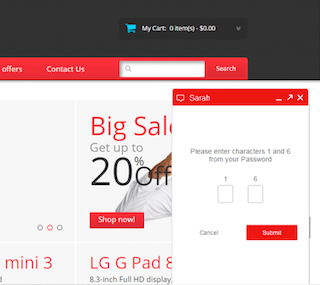 My Cart: 0 item(s) - $0.00
offers Contact Us Search
Sarah
Big Sale
Get up to
20% off
Shop now!
Please enter characters 1 and 6
from your Password
1 6
Cancel Submit
mini 3 LG G Pad 8
8.3-inch Full HD display,